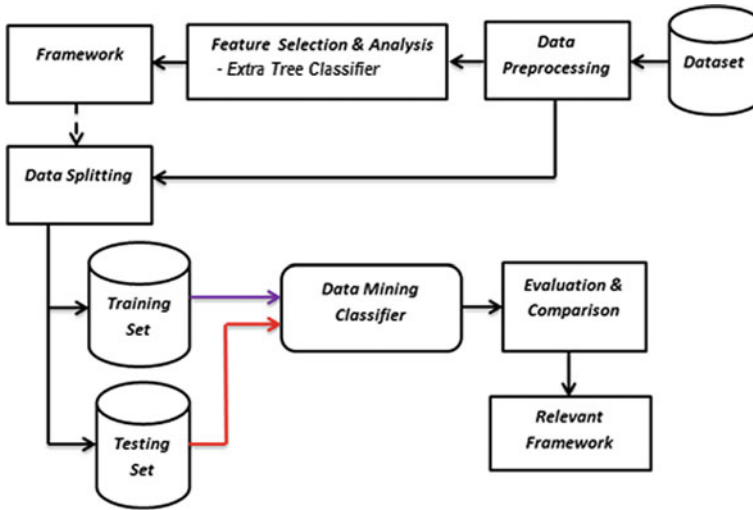 Framework
Feature Selection & Analysis
- Extra Tree Classifier
Data
Preprocessing
Dataset
Data Splitting
Training
Set
Data Mining
Classifier
Evaluation &
Comparison
Testing
Set
Relevant
Framework